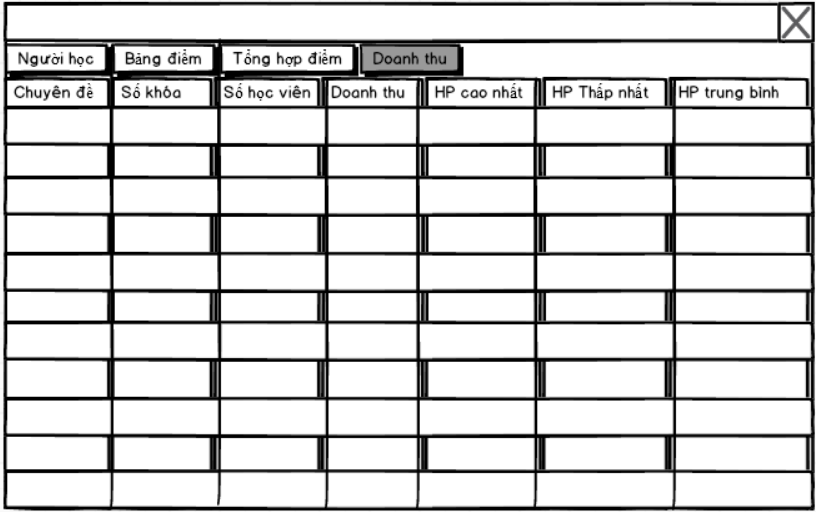 Người học Bảng điểm Tổng hợp điểm Doanh thu
Chuyên đề Số khóa Số học viên Doanh thu HP cao nhất HP Thấp nhất HP trung bình